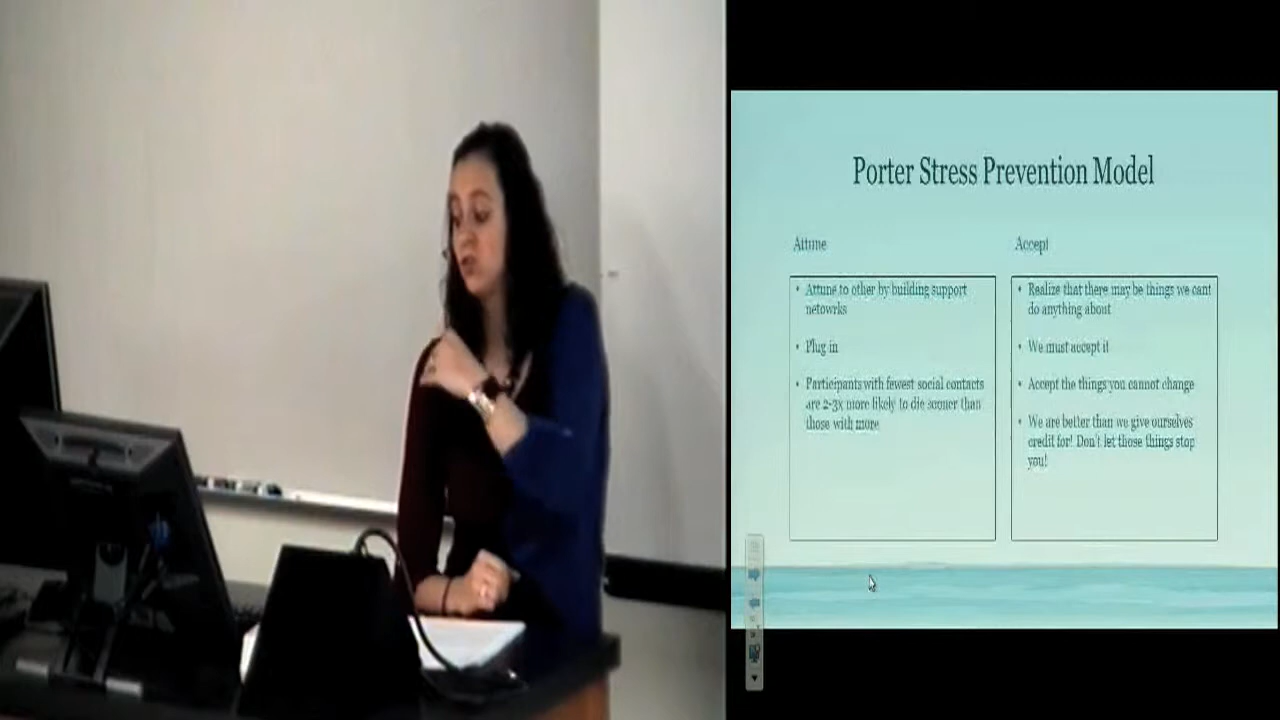 Porter Stress Prevention Model
Attune
Accept
• Attune to other by building support
netowrks
• Plug in
• Participants with fewest social contacts
are 2-3x more likely to die sooner than
those with more
• Realize that there may be things we cant
do anything about
• We must accept it
• Accept the things you cannot change
• We are better than we give ourselves
credit for! Don't let those things stop
you!